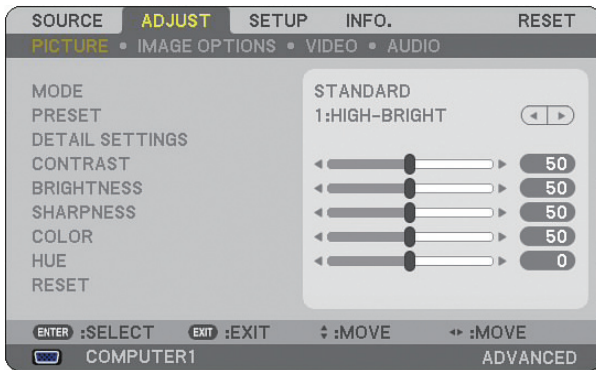 SOURCE ADJUST SETUP INFO. RESET
PICTURE • IMAGE OPTIONS • VIDEO • AUDIO
MODE STANDARD
PRESET 1:HIGH-BRIGHT
DETAIL SETTINGS
CONTRAST 50
BRIGHTNESS 50
SHARPNESS 50
COLOR 50
HUE 0
RESET
ENTER :SELECT EXIT :EXIT :MOVE :MOVE
COMPUTER1 ADVANCED